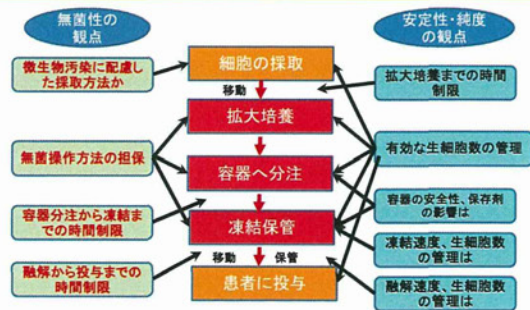 無菌性の
観点
安定性・純度
の観点
微生物汚染に配慮し
た採取方法か
細胞の採取
移動
拡大培養までの時間
制限
拡大培養
無菌操作方法の担保
有効な生細胞数の管理
容器へ分注
容器分注から凍結ま
での時間制限
容器の安全性、保存剤
の影響は
凍結保管
凍結速度、生細胞数
の管理は
移動
保管
融解から投与までの
時間制限
患者に投与
融解速度、生細胞数
の管理は